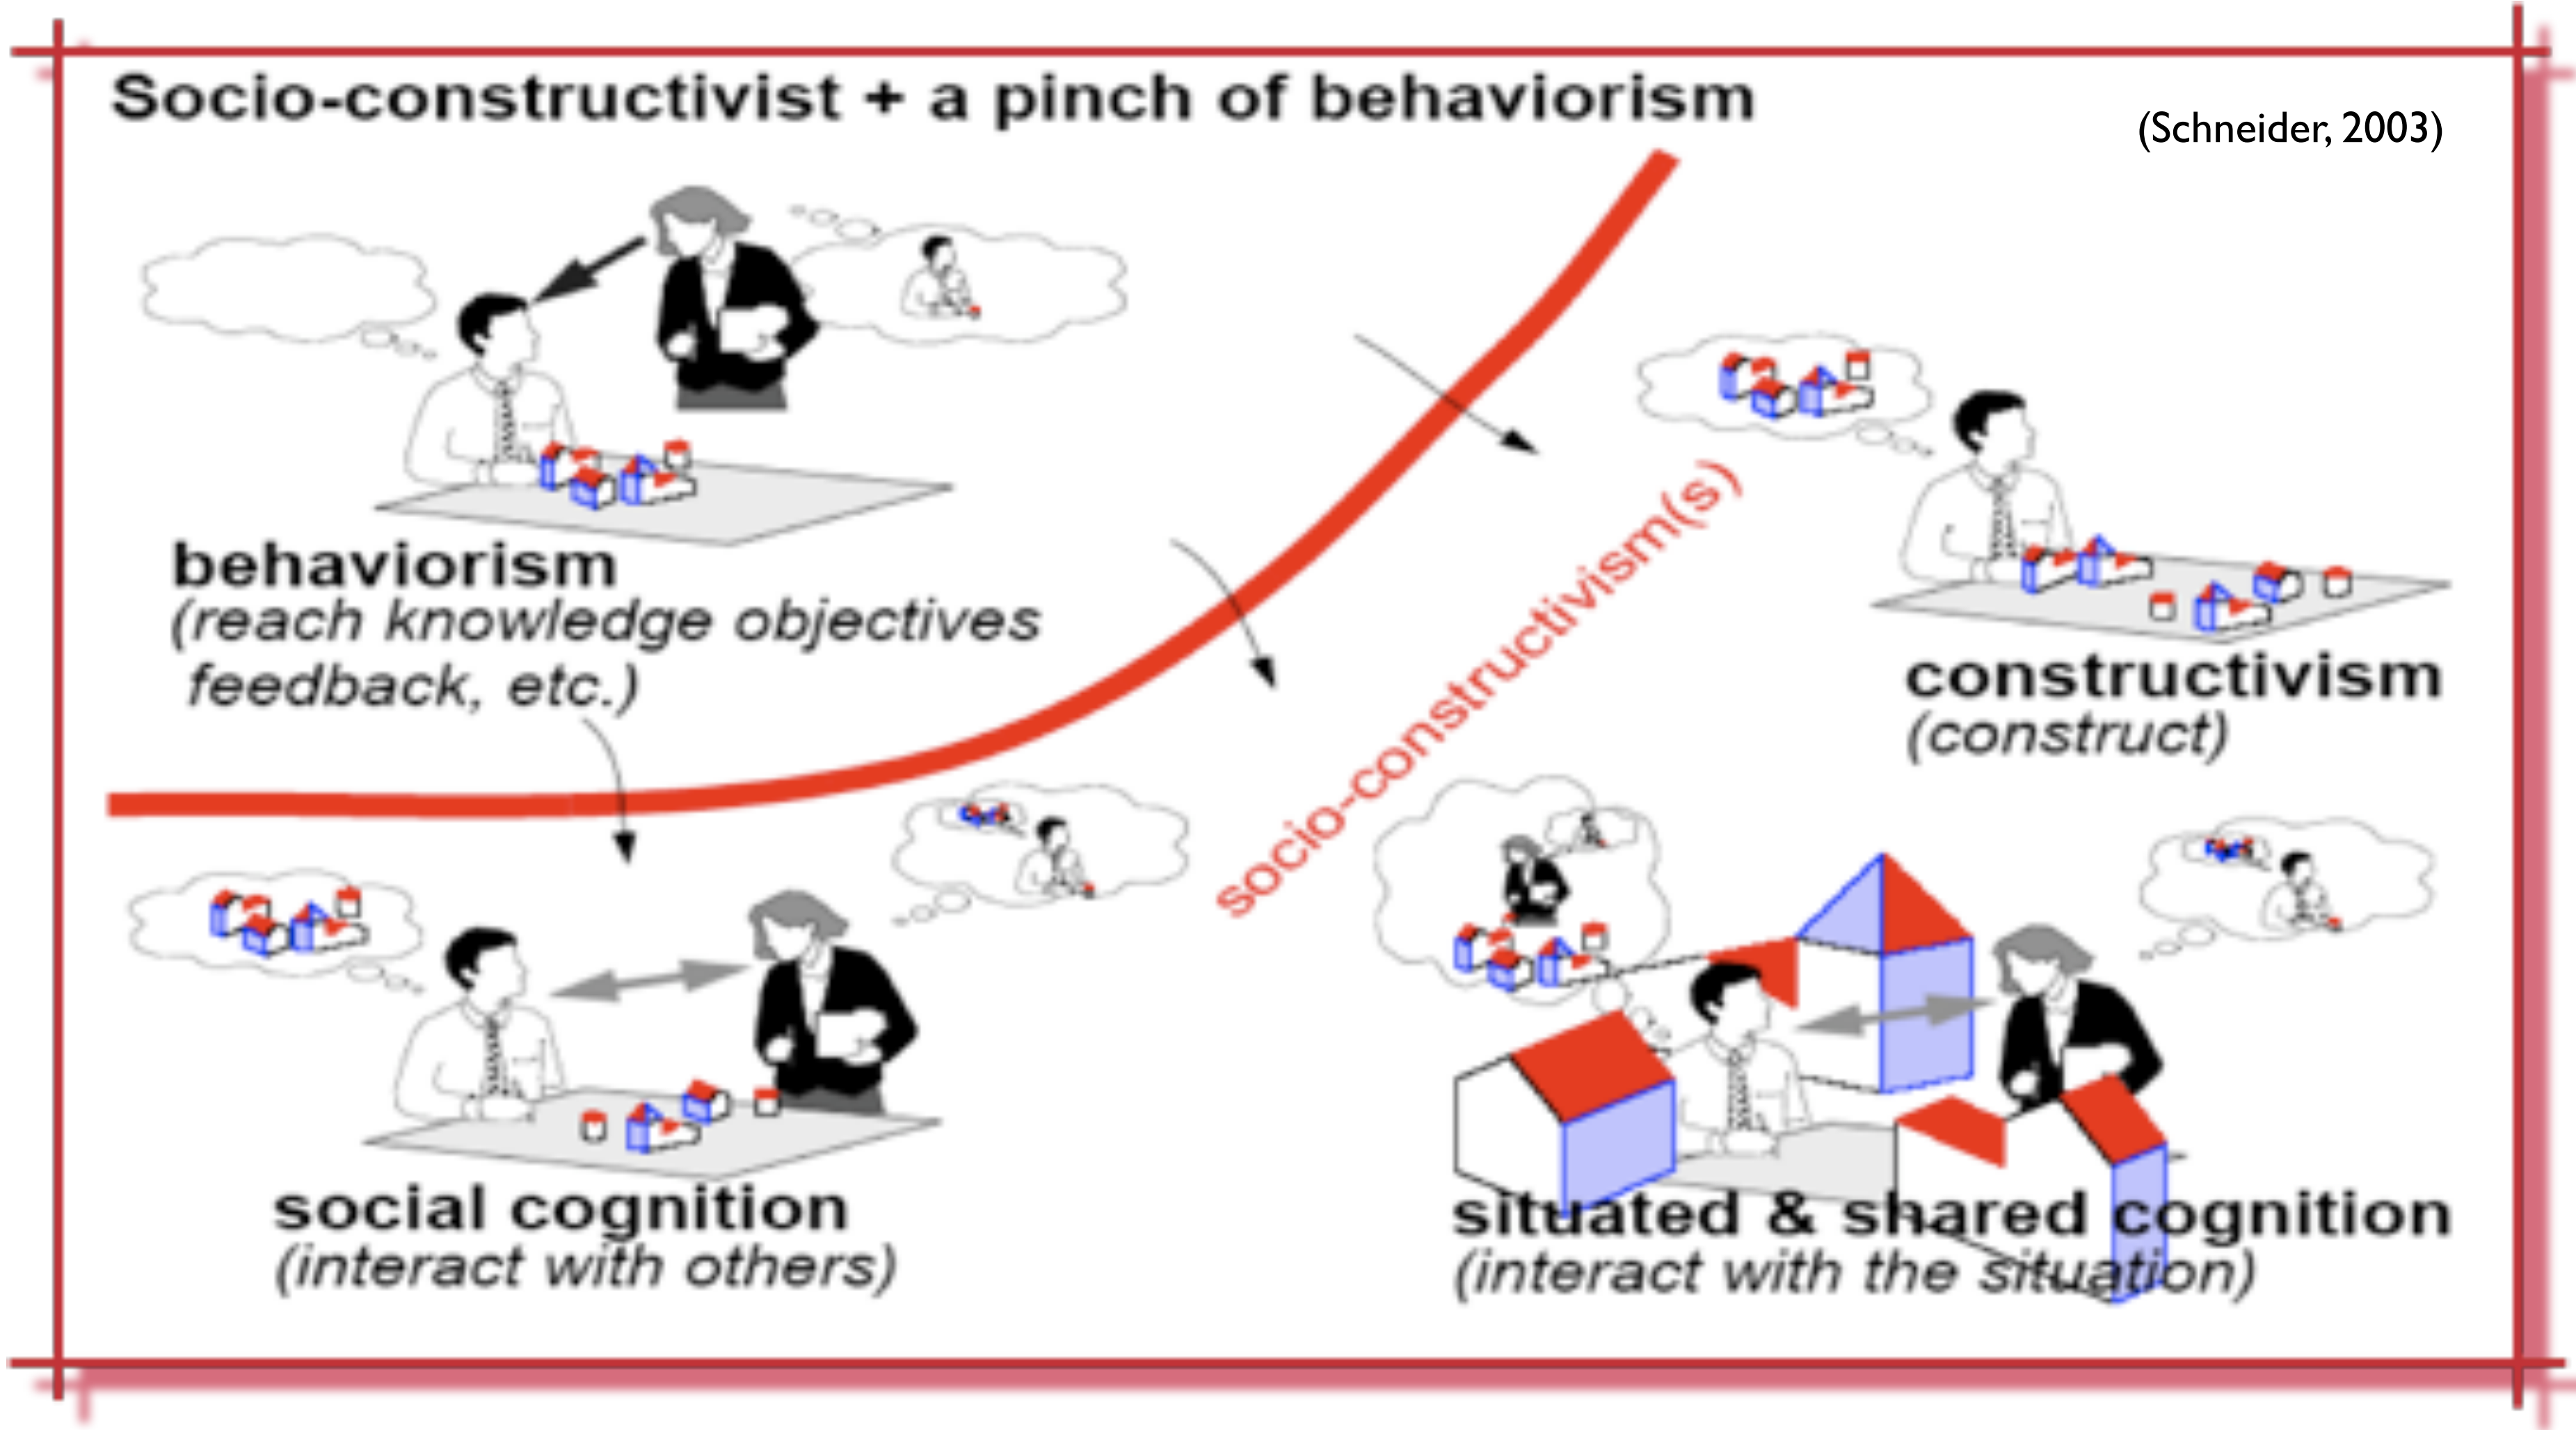 Socio-constructivist + a pinch of behaviorism
(Schneider, 2003)
behaviorism
(reach knowledge objectives
feedback, etc.)
socio-constructivism(s)
constructivism
(construct)
social cognition
(interact with others)
situated & shared cognition
(interact with the situation)